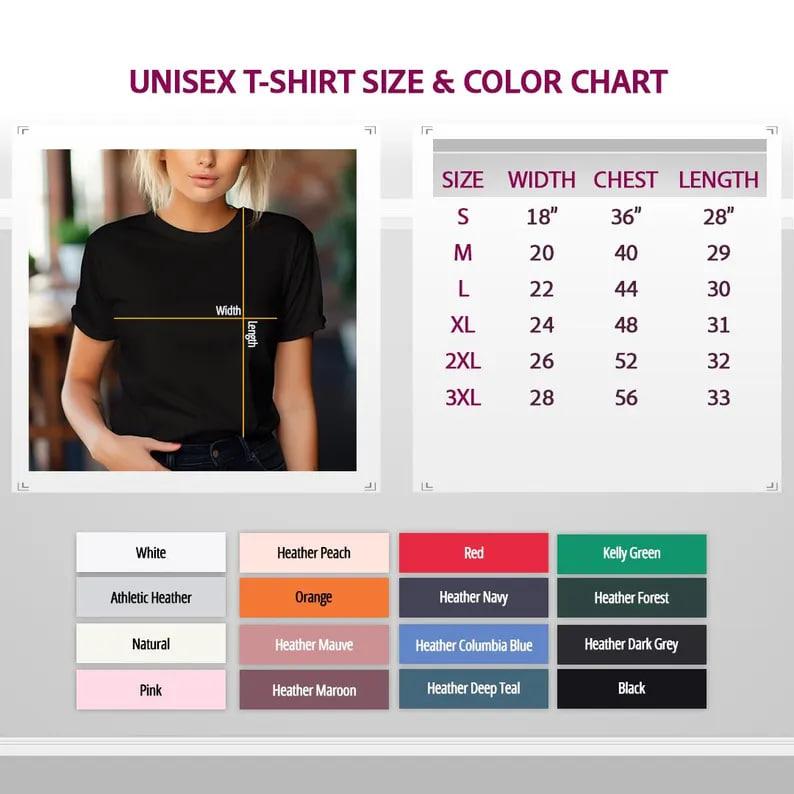 UNISEX T-SHIRT SIZE & COLOR CHART
Width
Length
SIZE WIDTH CHEST LENGTH
S 18” 36” 28”
M 20 40 29
L 22 44 30
XL 24 48 31
2XL 26 52 32
3XL 28 56 33
White Heather Peach Red Kelly Green
Athletic Heather Orange Heather Navy Heather Forest
Natural Heather Mauve Heather Columbia Blue Heather Dark Grey
Pink Heather Maroon Heather Deep Teal Black